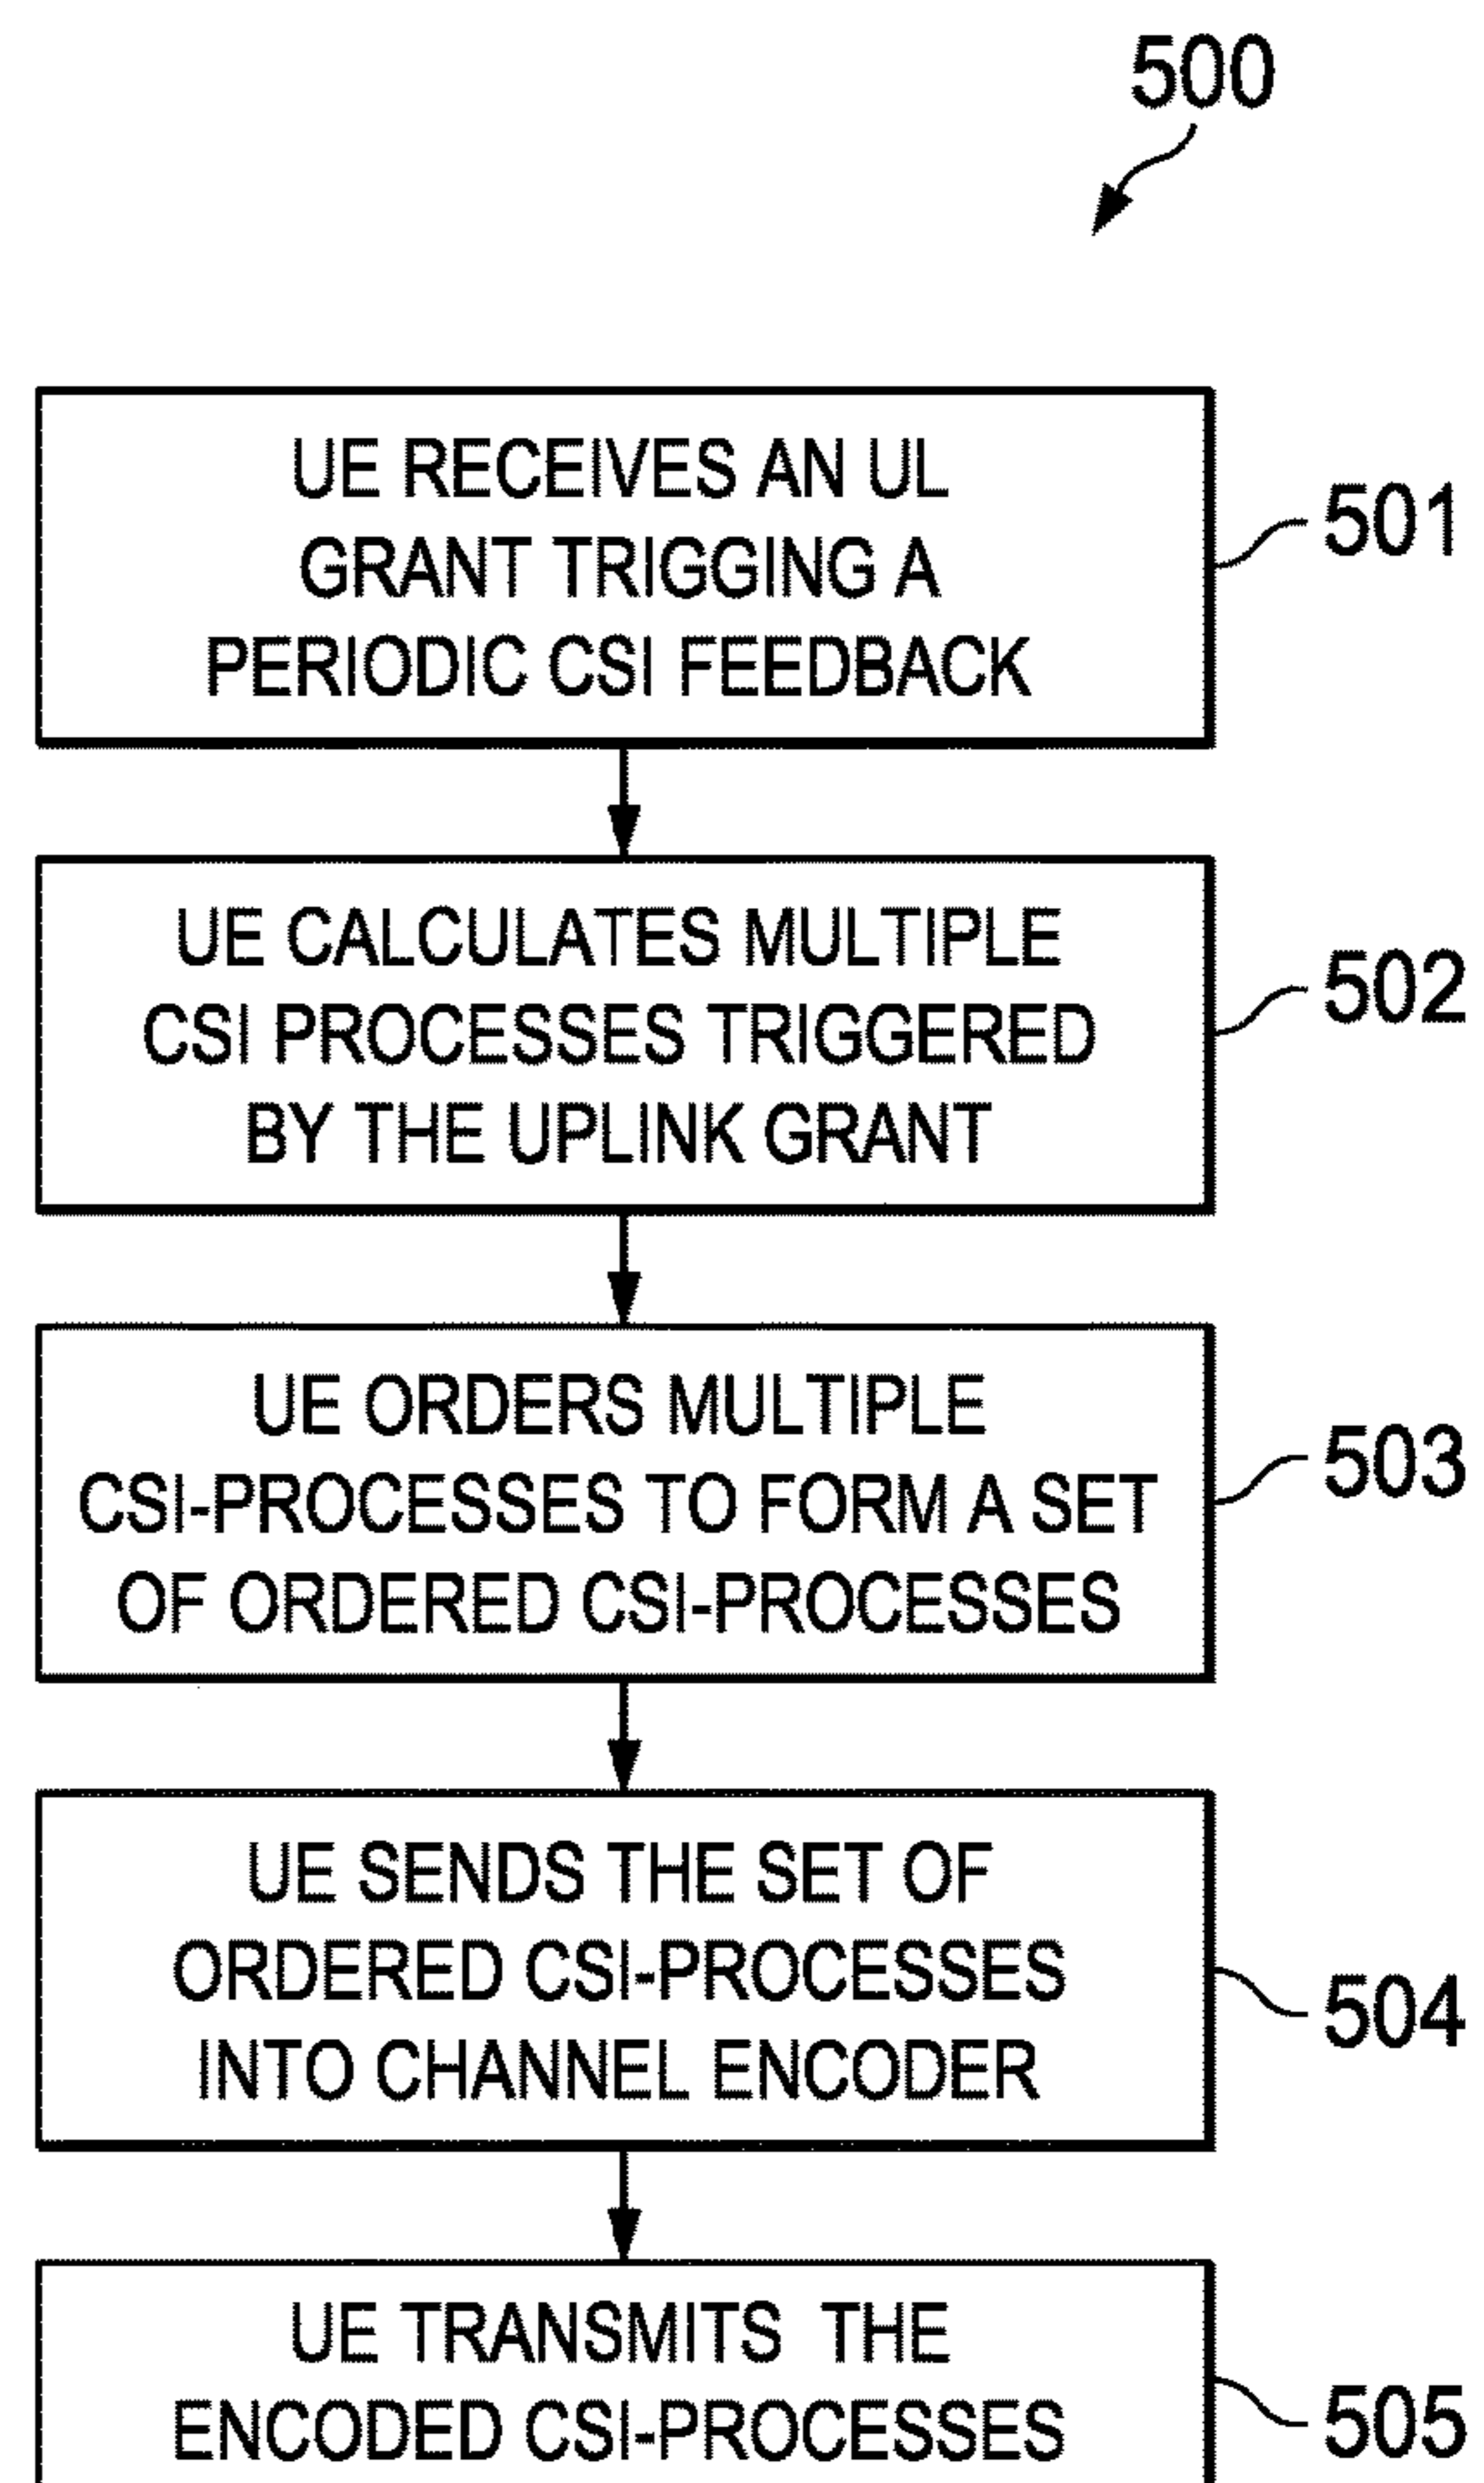 500
UE RECEIVES AN UL
GRANT TRIGGING A
PERIODIC CSI FEEDBACK
501
UE CALCULATES MULTIPLE
CSI PROCESSES TRIGGERED
BY THE UPLINK GRANT
502
UE ORDERS MULTIPLE
CSI-PROCESSES TO FORM A SET
OF ORDERED CSI-PROCESSES
503
UE SENDS THE SET OF
ORDERED CSI-PROCESSES
INTO CHANNEL ENCODER
504
UE TRANSMITS THE
ENCODED CSI-PROCESSES
505